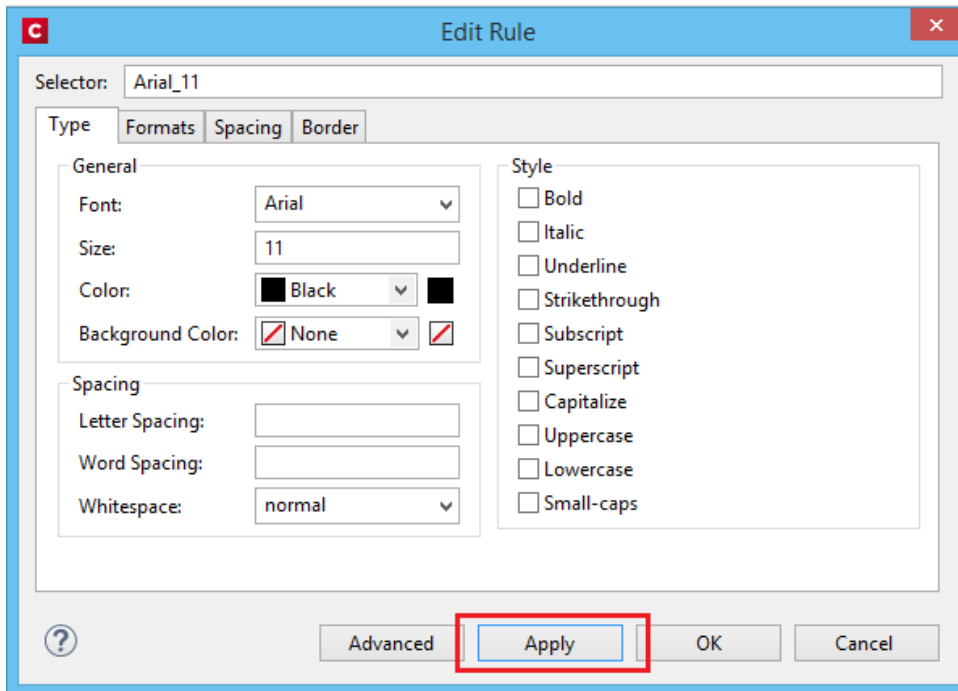 C
Edit Rule
Selector: Arial_11
Type Formats Spacing Border
General
Font: Arial
Size: 11
Color: Black
Background Color: None
Spacing
Letter Spacing:
Word Spacing:
Whitespace: normal
Style
Bold
Italic
Underline
Strikethrough
Subscript
Superscript
Capitalize
Uppercase
Lowercase
Small-caps
? Advanced Apply OK Cancel